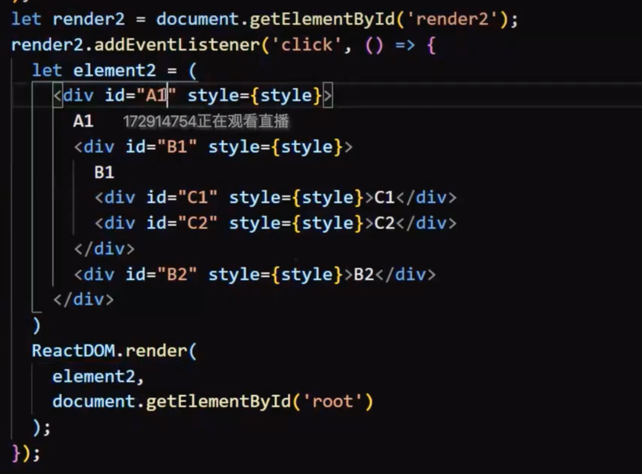 let render2 = document.getElementById('render2');
render2.addEventListener('click', () => {
let element2 = (
<div id="A1" style={style}>
A1 172914754正在观看直播
<div id="B1" style={style}>
B1
<div id="C1" style={style}>C1</div>
<div id="C2" style={style}>C2</div>
</div>
<div id="B2" style={style}>B2</div>
</div>
)
ReactDOM.render(
element2,
document.getElementById('root')
);
});